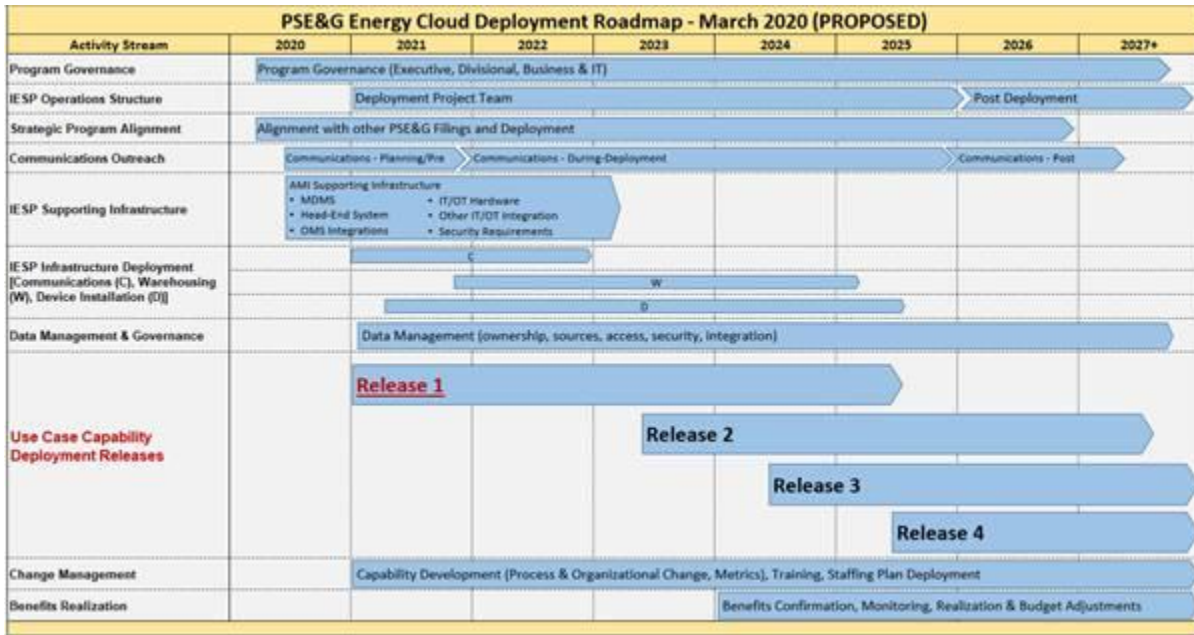 PSE&G Energy Cloud Deployment Roadmap - March 2020 (PROPOSED)
Activity Stream 2020 2021 2022 2023 2024 2025 2026 2027+
Program Governance Program Governance (Executive, Divisional, Business & IT)
IESP Operations Structure Deployment Project Team Post Deployment
Strategic Program Alignment Alignment with other PSE&G Filings and Deployment
Communications Outreach Communications - Planning/Pre Communications - During-Deployment Communications - Post
IESP Supporting Infrastructure
AMI Supporting Infrastructure
• MDMS • IT/OT Hardware
• Head-End System • Other IT/OT Integration
• OMS Integrations • Security Requirements
IESP Infrastructure Deployment
[Communications (C), Warehousing
(W), Device Installation (D)]
C
W
D
Data Management & Governance Data Management (ownership, sources, access, security, integration)
Use Case Capability
Deployment Releases
Release 1
Release 2
Release 3
Release 4
Change Management Capability Development (Process & Organizational Change, Metrics), Training, Staffing Plan Deployment
Benefits Realization Benefits Confirmation, Monitoring, Realization & Budget Adjustments